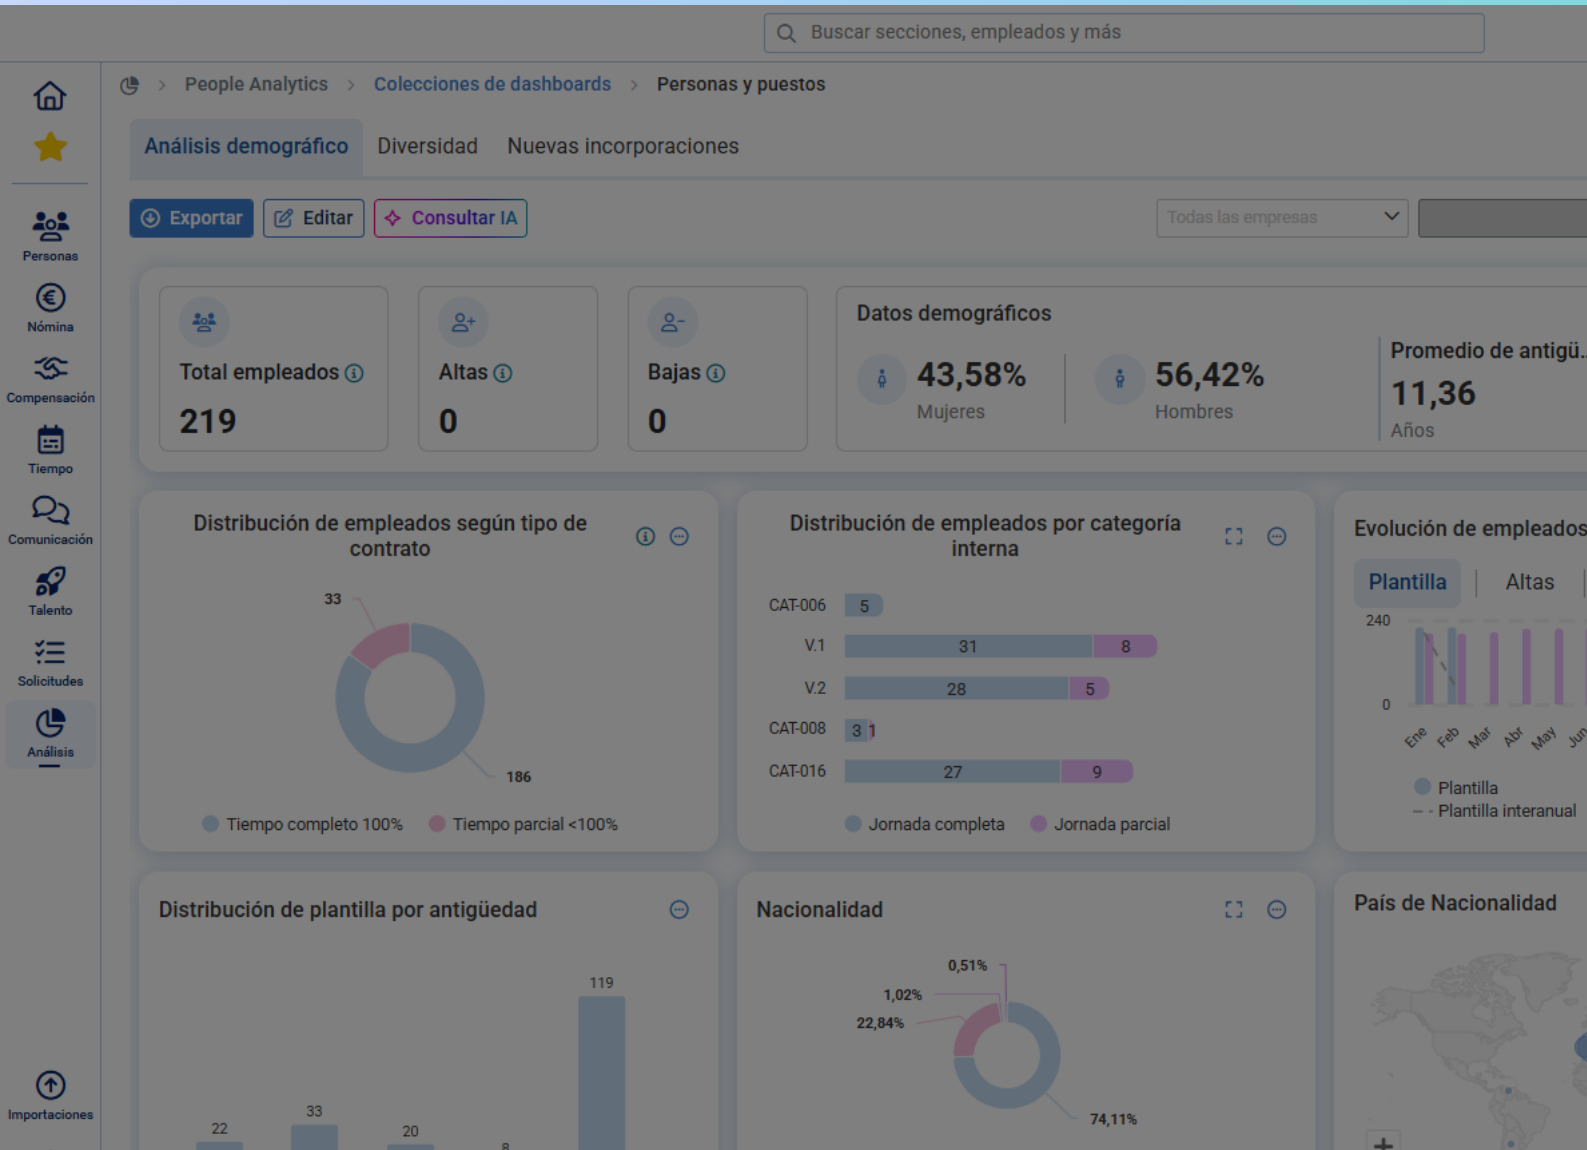 Buscar secciones, empleados y más
People Analytics > Colecciones de dashboards > Personas y puestos
Análisis demográfico
Diversidad
Nuevas incorporaciones
Exportar
Editar
Consultar IA
Todas las empresas
Personas
Nómina
Compensación
Tiempo
Comunicación
Talento
Solicitudes
Análisis
Importaciones
Total empleados
219
Altas
0
Bajas
0
Datos demográficos
43,58%
Mujeres
56,42%
Hombres
Promedio de antigü...
11,36
Años
Distribución de empleados según tipo de
contrato
33
186
Tiempo completo 100%
Tiempo parcial <100%
Distribución de empleados por categoría
interna
CAT-006 5
V.1 31 8
V.2 28 5
CAT-008 3 1
CAT-016 27 9
Jornada completa
Jornada parcial
Evolución de empleados
Plantilla
Altas
240
0
Ene Feb Mar Abr May Jun
Plantilla
Plantilla interanual
Distribución de plantilla por antigüedad
22
33
20
8
119
Nacionalidad
0,51%
1,02%
22,84%
74,11%
País de Nacionalidad
+